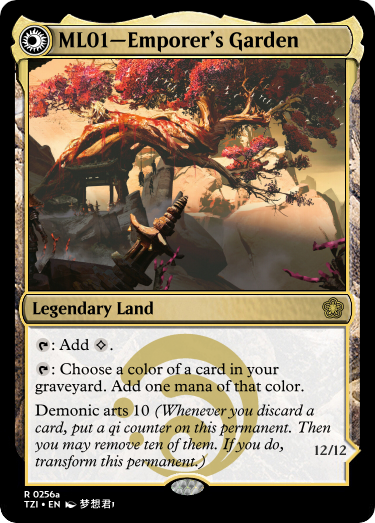 ML01—Emporer's Garden
Legendary Land
: Add .
: Choose a color of a card in your
graveyard. Add one mana of that color.
Demonic arts 10 (Whenever you discard a
card, put a qi counter on this permanent. Then
you may remove ten of them. If you do,
transform this permanent.)
12/12
R 0256a
TZI • EN 梦想君